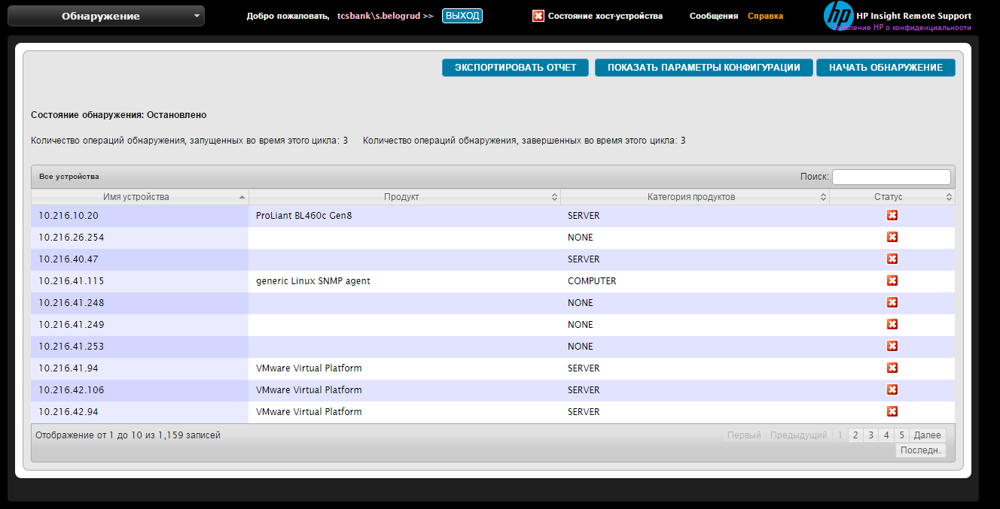 Обнаружение
Добро пожаловать, tcsbank\s.belogrud >> ВЫХОД
Состояние хост-устройства
Сообщения Справка
hp HP Insight Remote Support
Заявление HP о конфиденциальности
ЭКСПОРТИРОВАТЬ ОТЧЕТ ПОКАЗАТЬ ПАРАМЕТРЫ КОНФИГУРАЦИИ НАЧАТЬ ОБНАРУЖЕНИЕ
Состояние обнаружения: Остановлено
Количество операций обнаружения, запущенных во время этого цикла: 3 Количество операций обнаружения, завершенных во время этого цикла: 3
Все устройства Поиск:
Имя устройства Продукт Категория продуктов Статус
10.216.10.20 ProLiant BL460c Gen8 SERVER
10.216.26.254 NONE
10.216.40.47 SERVER
10.216.41.115 generic Linux SNMP agent COMPUTER
10.216.41.248 NONE
10.216.41.249 NONE
10.216.41.253 NONE
10.216.41.94 VMware Virtual Platform SERVER
10.216.42.106 VMware Virtual Platform SERVER
10.216.42.94 VMware Virtual Platform SERVER
Отображение от 1 до 10 из 1,159 записей Первый Предыдущий 1 2 3 4 5 Далее
Последн.